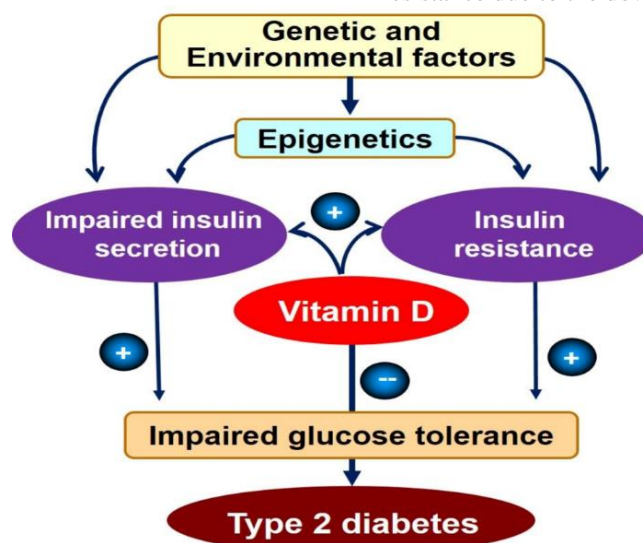 Genetic and
Environmental factors
Epigenetics
Impaired insulin
secretion
+
Insulin
resistance
Vitamin D
+
--
+
Impaired glucose tolerance
Type 2 diabetes